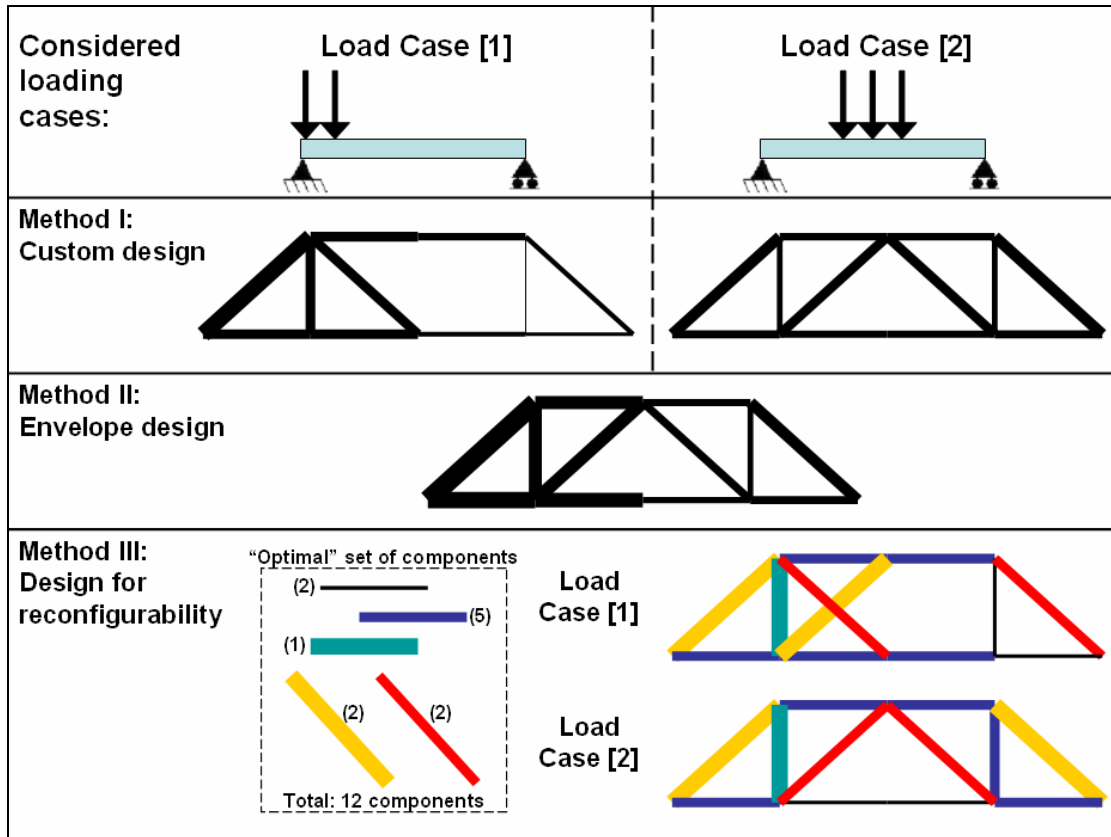 Considered
loading
cases:
Load Case [1]
Load Case [2]
Method I:
Custom design
Method II:
Envelope design
Method III:
Design for
reconfigurability
“Optimal” set of components
(2)
(5)
(1)
(2)
(2)
Total: 12 components
Load
Case [1]
Load
Case [2]